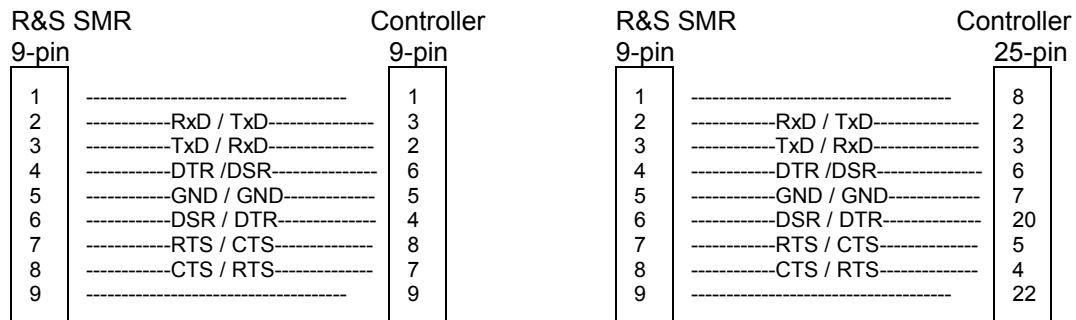 R&S SMR Controller R&S SMR Controller
9-pin 9-pin 9-pin 25-pin
1 ------------------------------------- 1 1 ------------------------------------- 8
2 ------------RxD / TxD--------------- 3 2 ------------RxD / TxD--------------- 2
3 ------------TxD / RxD--------------- 2 3 ------------TxD / RxD--------------- 3
4 ------------DTR /DSR--------------- 6 4 ------------DTR /DSR--------------- 6
5 ------------GND / GND------------- 5 5 ------------GND / GND------------- 7
6 ------------DSR / DTR-------------- 4 6 ------------DSR / DTR-------------- 20
7 ------------RTS / CTS-------------- 8 7 ------------RTS / CTS-------------- 5
8 ------------CTS / RTS-------------- 7 8 ------------CTS / RTS-------------- 4
9 ------------------------------------- 9 9 ------------------------------------- 22